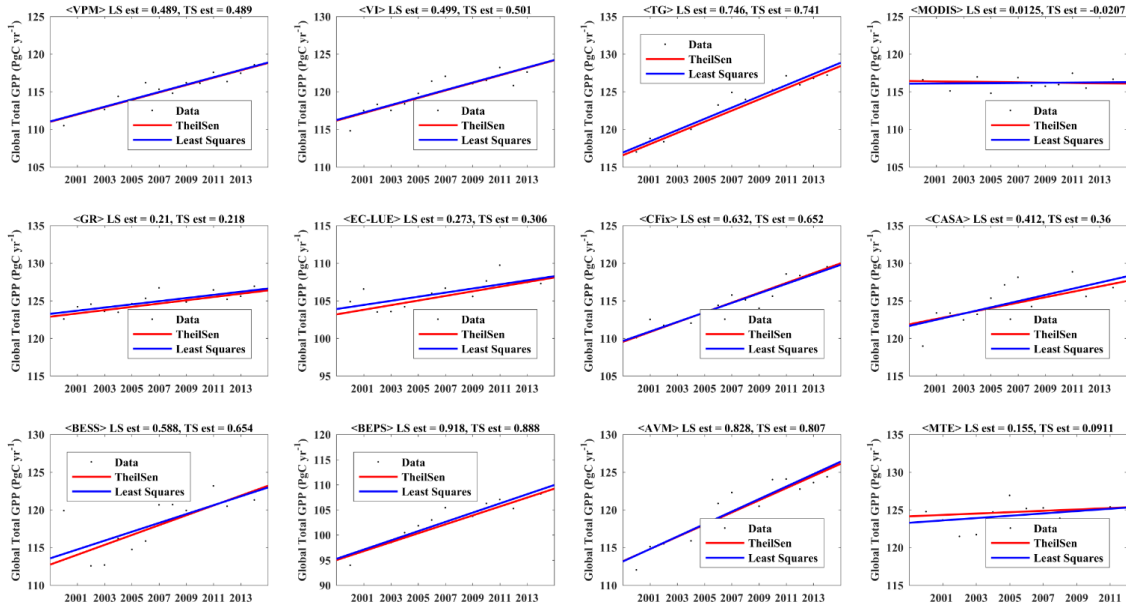 <VPM> LS est = 0.489, TS est = 0.489
Global Total GPP (PgC yr-1)
120
115
110
105
Data
TheilSen
Least Squares
2001 2003 2005 2007 2009 2011 2013
<VI> LS est = 0.499, TS est = 0.501
Global Total GPP (PgC yr-1)
130
125
120
115
110
Data
TheilSen
Least Squares
2001 2003 2005 2007 2009 2011 2013
<TG> LS est = 0.746, TS est = 0.741
Global Total GPP (PgC yr-1)
135
130
125
120
115
Data
TheilSen
Least Squares
2001 2003 2005 2007 2009 2011 2013
<MODIS> LS est = 0.0125, TS est = -0.0207
Global Total GPP (PgC yr-1)
125
120
115
110
105
Data
TheilSen
Least Squares
2001 2003 2005 2007 2009 2011 2013
<GR> LS est = 0.21, TS est = 0.218
Global Total GPP (PgC yr-1)
135
130
125
120
115
Data
TheilSen
Least Squares
2001 2003 2005 2007 2009 2011 2013
<EC-LUE> LS est = 0.273, TS est = 0.306
Global Total GPP (PgC yr-1)
115
110
105
100
95
Data
TheilSen
Least Squares
2001 2003 2005 2007 2009 2011 2013
<CFix> LS est = 0.632, TS est = 0.652
Global Total GPP (PgC yr-1)
125
120
115
110
105
Data
TheilSen
Least Squares
2001 2003 2005 2007 2009 2011 2013
<CASA> LS est = 0.412, TS est = 0.36
Global Total GPP (PgC yr-1)
135
130
125
120
115
Data
TheilSen
Least Squares
2001 2003 2005 2007 2009 2011 2013
<BESS> LS est = 0.588, TS est = 0.654
Global Total GPP (PgC yr-1)
130
125
120
115
110
Data
TheilSen
Least Squares
2001 2003 2005 2007 2009 2011 2013
<BEPS> LS est = 0.918, TS est = 0.888
Global Total GPP (PgC yr-1)
120
115
110
105
100
95
90
Data
TheilSen
Least Squares
2001 2003 2005 2007 2009 2011 2013
<AVM> LS est = 0.828, TS est = 0.807
Global Total GPP (PgC yr-1)
130
125
120
115
110
Data
TheilSen
Least Squares
2001 2003 2005 2007 2009 2011 2013
<MTE> LS est = 0.155, TS est = 0.0911
Global Total GPP (PgC yr-1)
135
130
125
120
115
Data
TheilSen
Least Squares
2001 2003 2005 2007 2009 2011